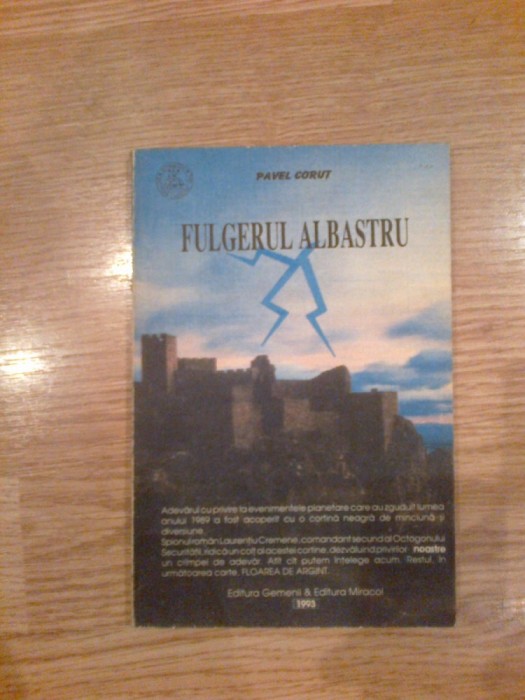 PAVEL CORUȚ
FULGERUL ALBASTRU
Adevărul cu privire la evenimentele planetare care au zguduit lumea
anului 1989 a fost acoperit cu o cortină neagră de minciună și
diversiune.
Spionul român Laurențiu Cremene, comandant secund al Octogonului
Securității, ridică un colț al acestei cortine, dezvăluind privirilor noastre
un crîmpei de adevăr. Atît cît putem înțelege acum. Restul, în
următoarea carte, FLOAREA DE ARGINT.
Editura Gemenii & Editura Miracol
1993